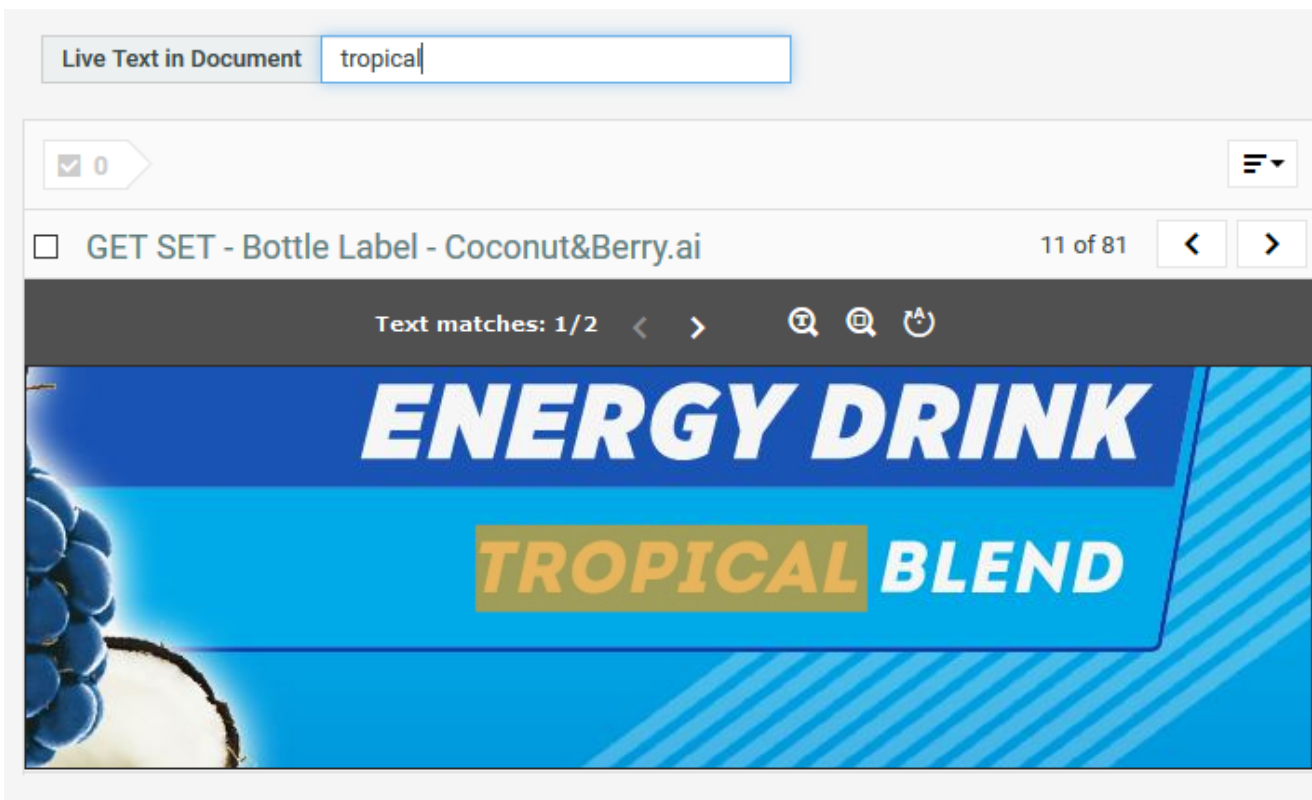 Live Text in Document tropical
0
GET SET - Bottle Label - Coconut&Berry.ai 11 of 81
Text matches: 1/2
ENERGY DRINK
TROPICAL BLEND